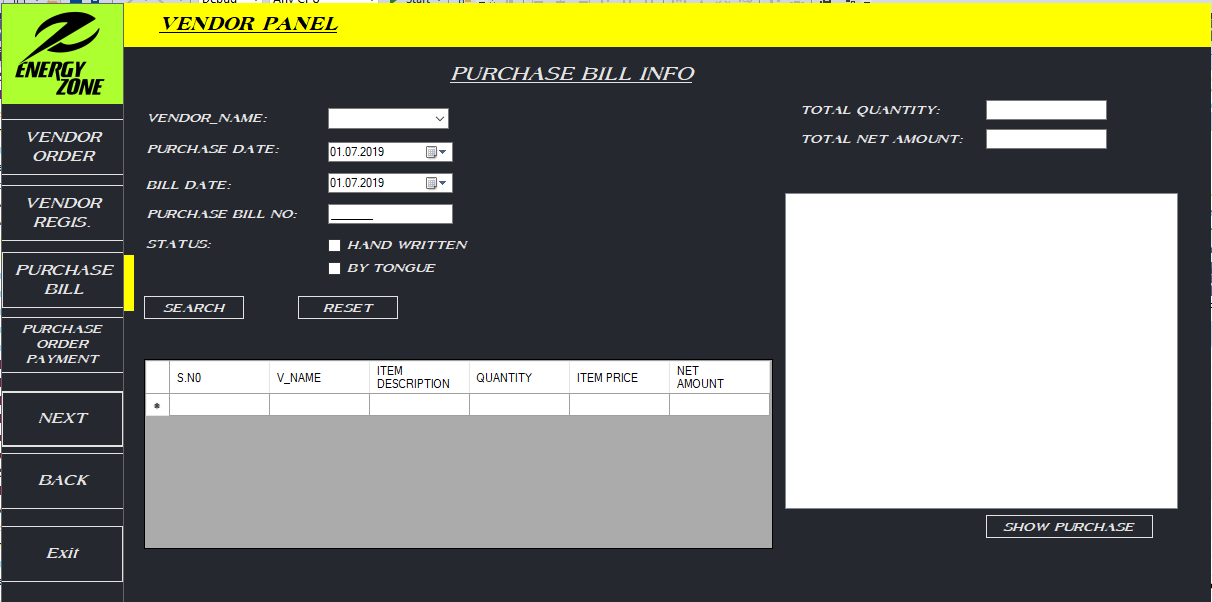 VENDOR PANEL
ENERGY
ZONE
PURCHASE BILL INFO
VENDOR_NAME:
PURCHASE DATE: 01.07.2019
BILL DATE: 01.07.2019
PURCHASE BILL NO: ______
STATUS: HAND WRITTEN
BY TONGUE
SEARCH RESET
TOTAL QUANTITY:
TOTAL NET AMOUNT:
VENDOR
ORDER
VENDOR
REGIS.
PURCHASE
BILL
PURCHASE
ORDER
PAYMENT
NEXT
BACK
Exit
S.N0 V_NAME ITEM DESCRIPTION QUANTITY ITEM PRICE NET AMOUNT
SHOW PURCHASE